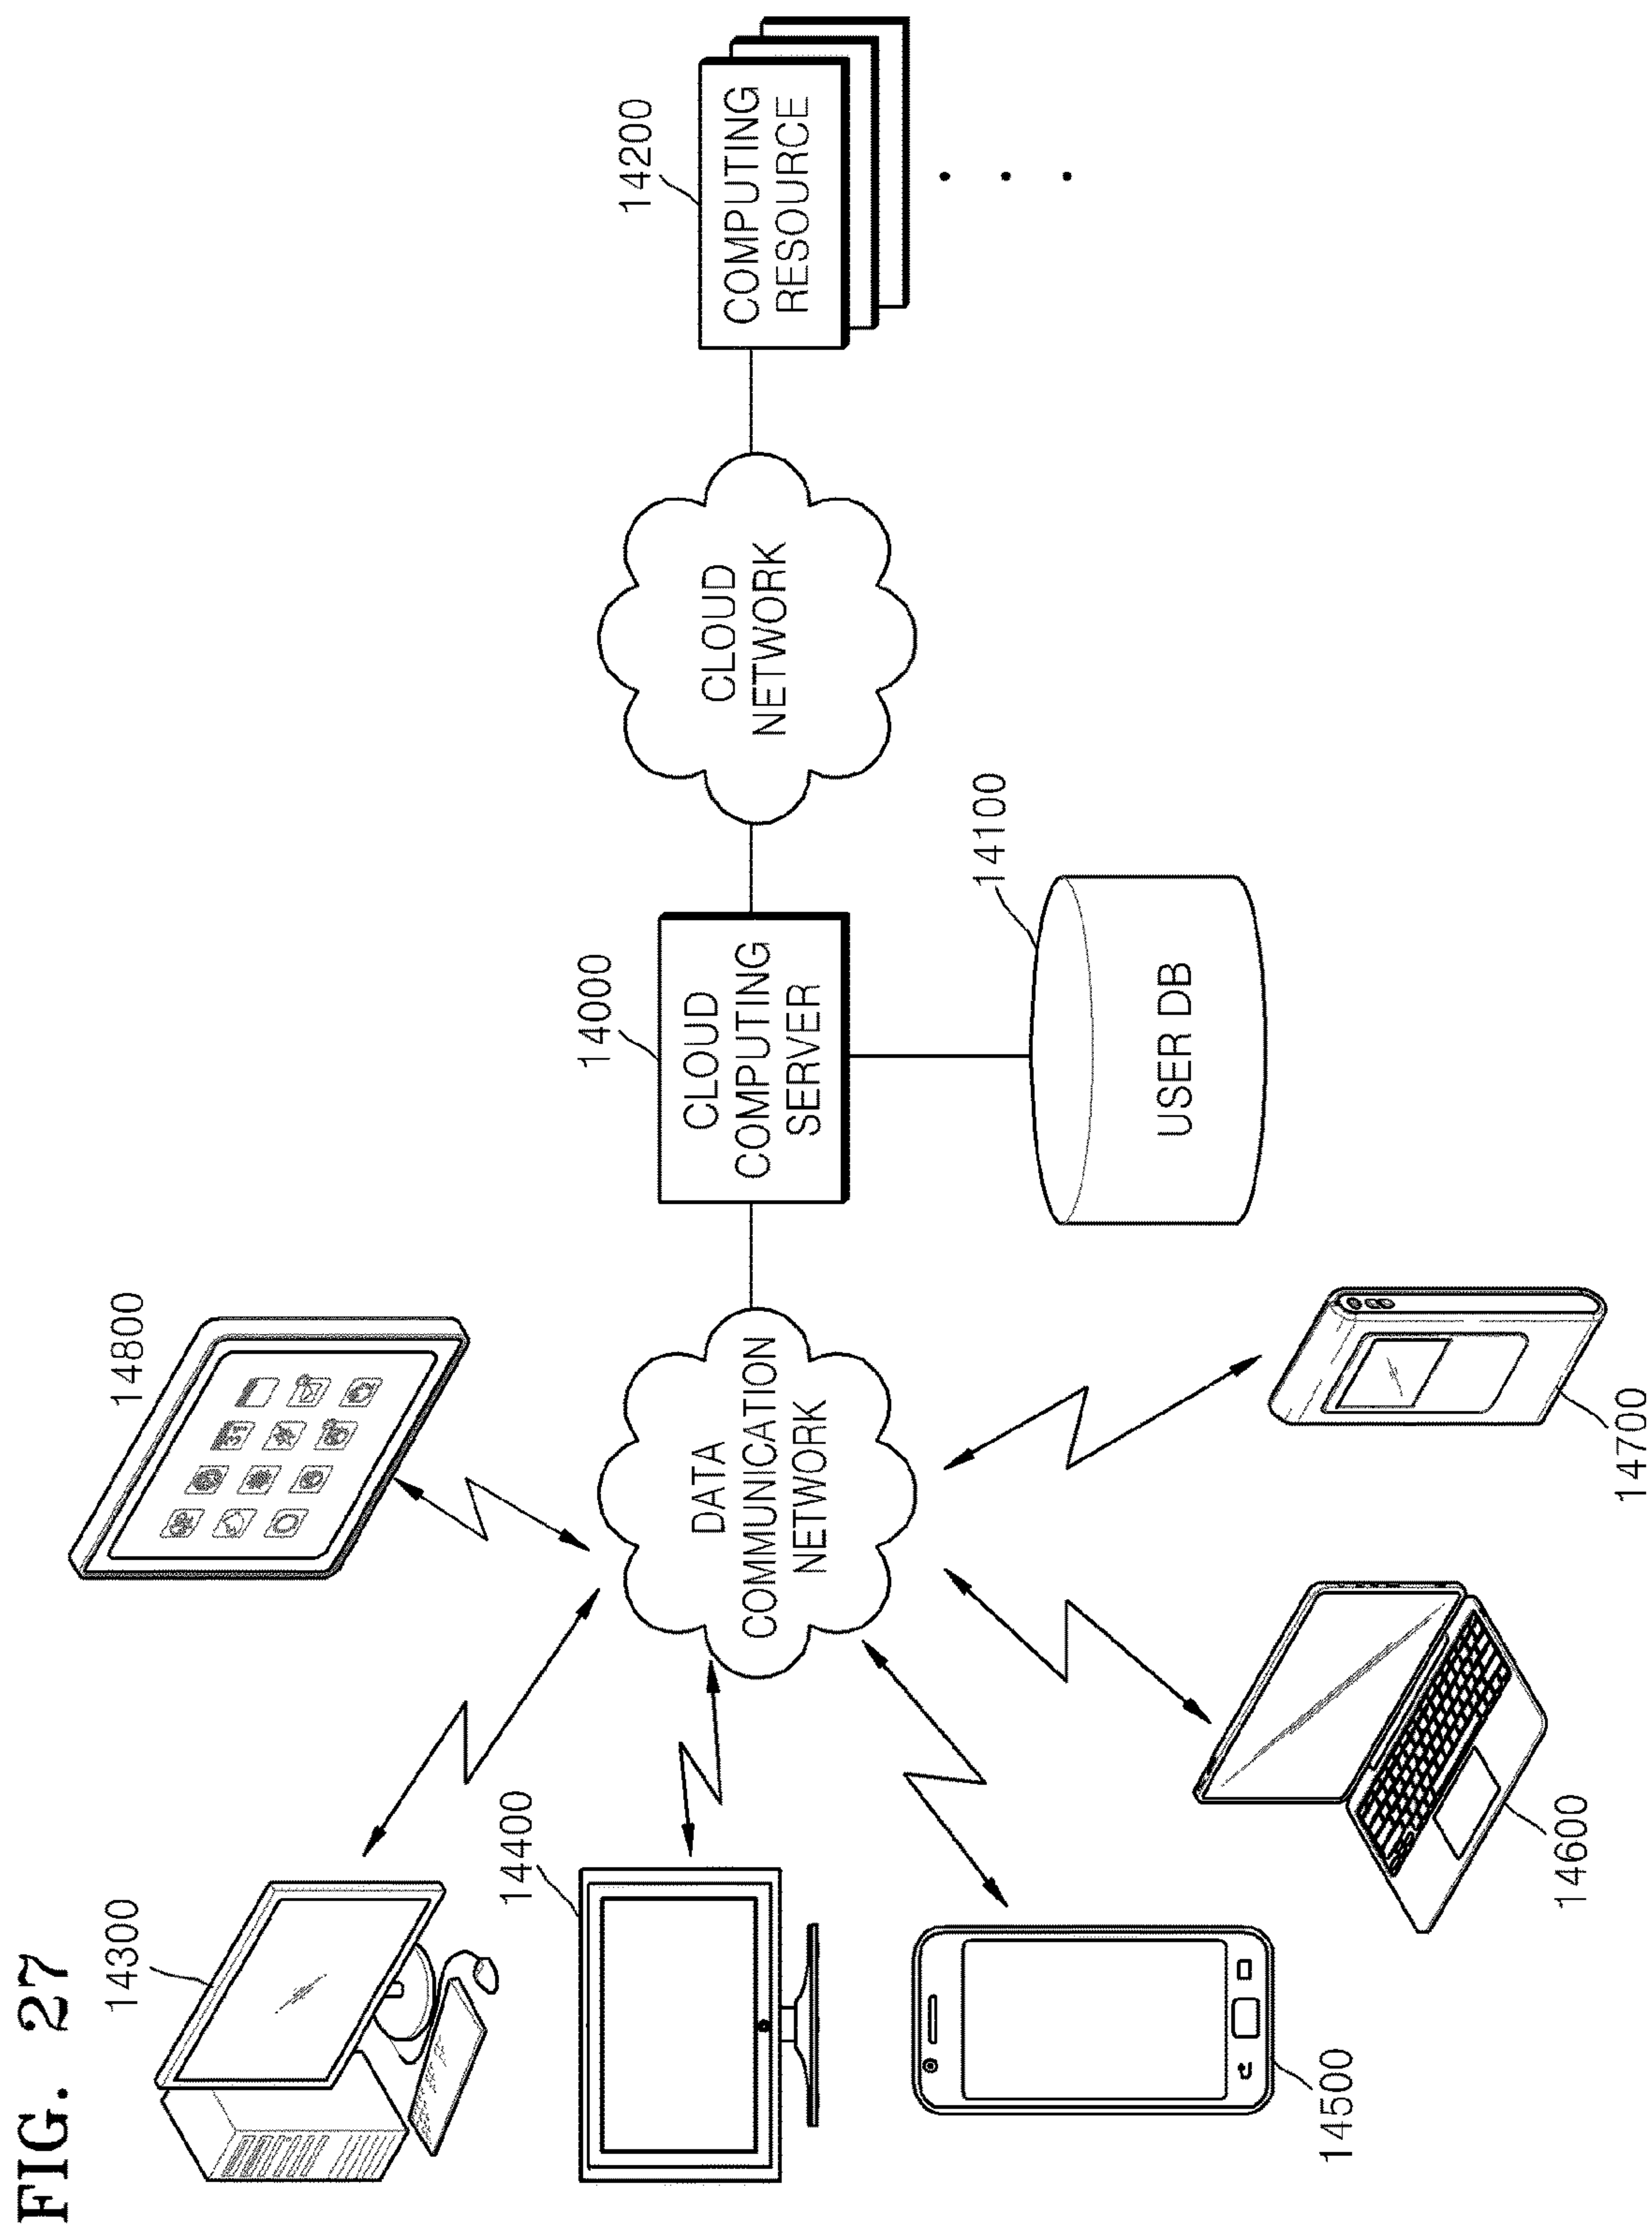 FIG. 27
14300
14800
14400
14500
14600
14700
DATA
COMMUNICATION
NETWORK
14000
CLOUD
COMPUTING
SERVER
14100
USER DB
CLOUD
NETWORK
14200
COMPUTING
RESOURCE
31